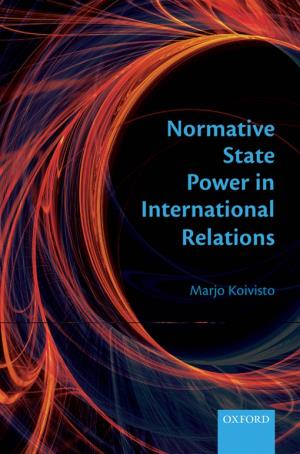 Normative
State
Power in
International
Relations
Marjo Koivisto
OXFORD